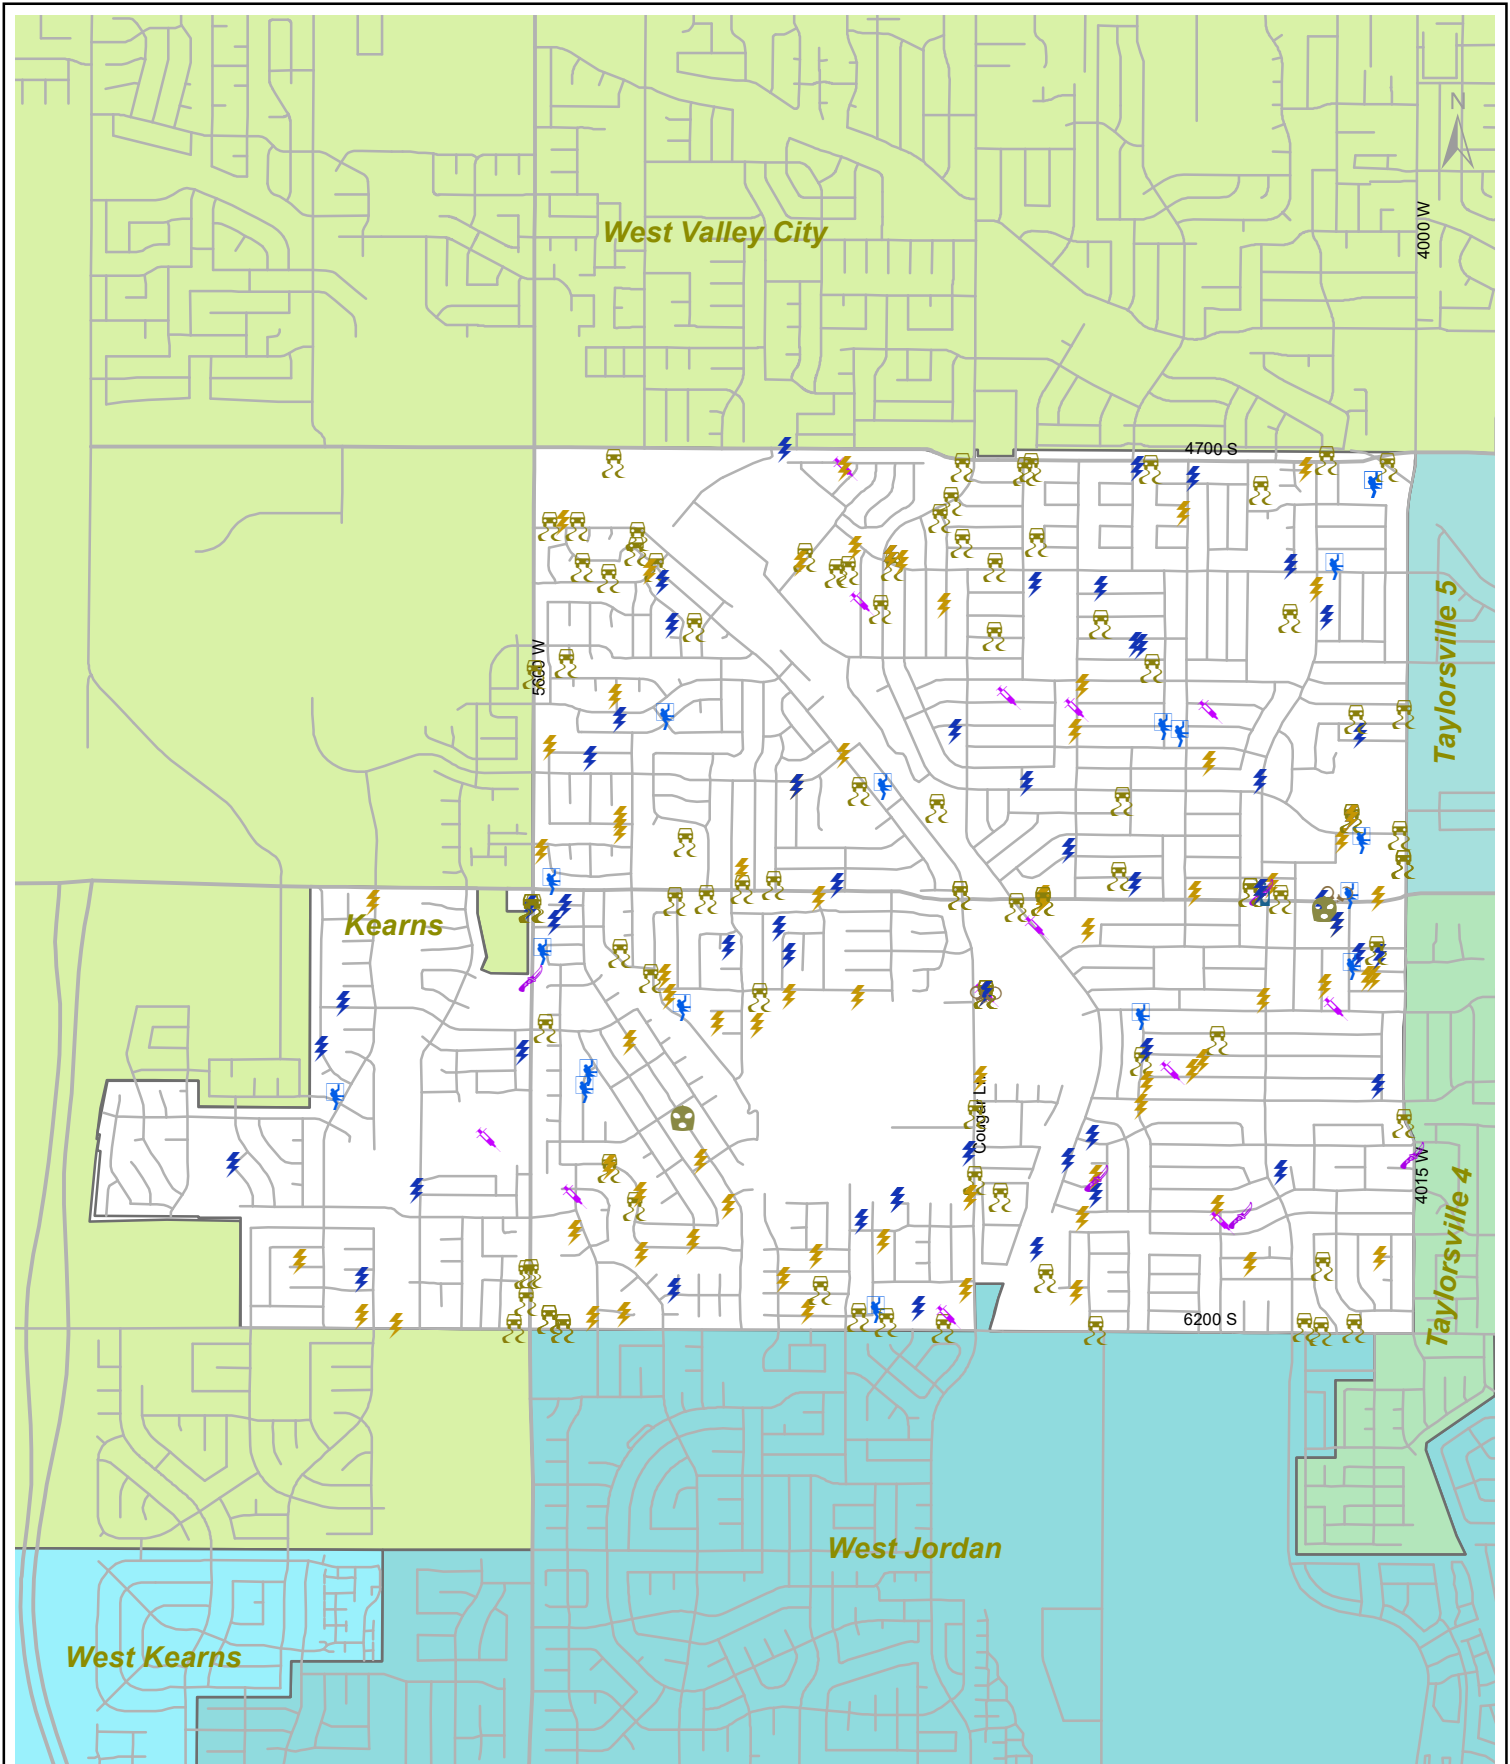 N
4000 W
West Valley City
4700 S
Taylorsville 5
5600 W
Kearns
Cougar Ln
4015 W
Taylorsville 4
6200 S
West Jordan
West Kearns